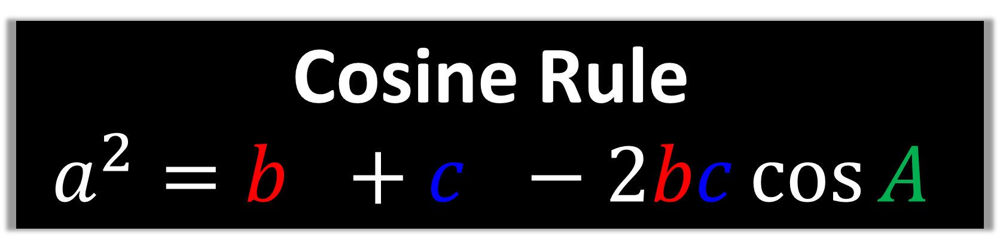 Cosine Rule
a² = b + c − 2bc cos A